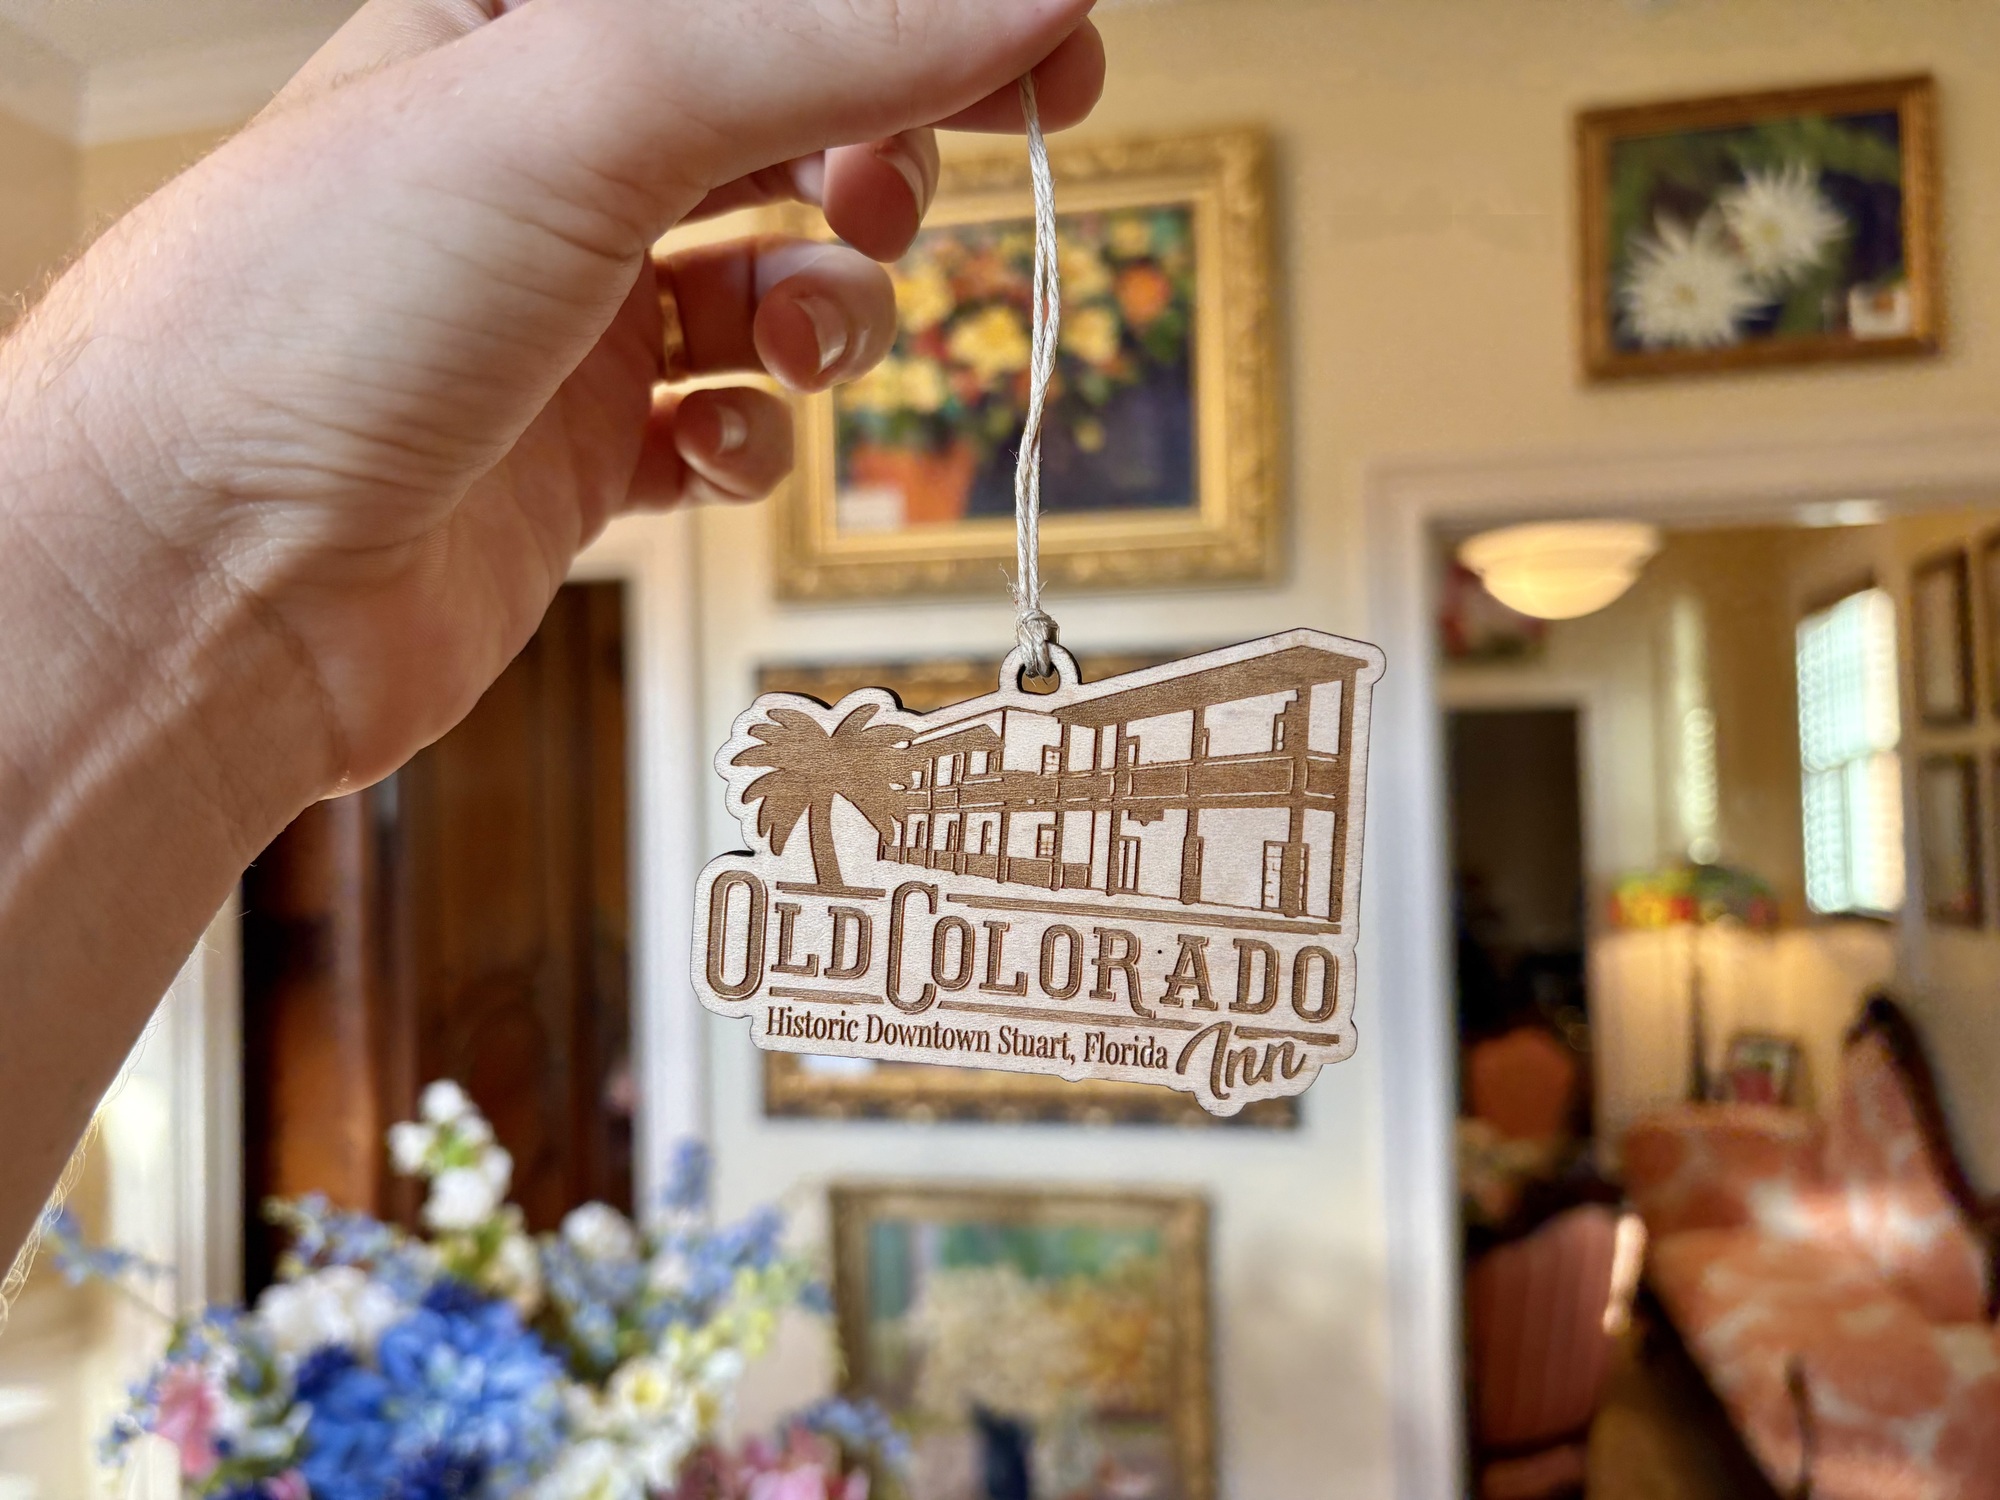 OLD COLORADO
Historic Downtown Stuart, Florida Inn